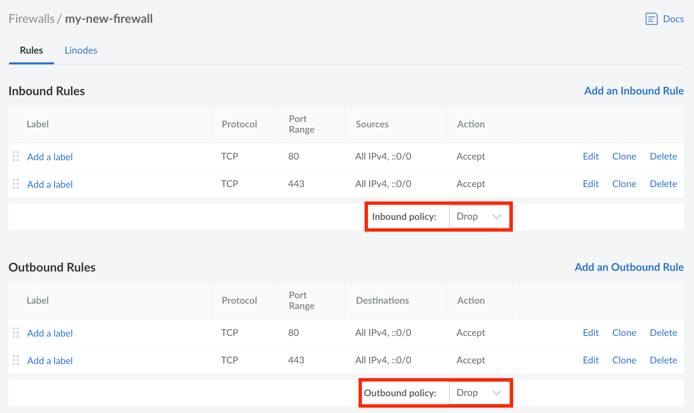 Firewalls / my-new-firewall
Docs
Rules Linodes
Inbound Rules Add an Inbound Rule
Label Protocol Port Range Sources Action
Add a label TCP 80 All IPv4, ::0/0 Accept Edit Clone Delete
Add a label TCP 443 All IPv4, ::0/0 Accept Edit Clone Delete
Inbound policy: Drop
Outbound Rules Add an Outbound Rule
Label Protocol Port Range Destinations Action
Add a label TCP 80 All IPv4, ::0/0 Accept Edit Clone Delete
Add a label TCP 443 All IPv4, ::0/0 Accept Edit Clone Delete
Outbound policy: Drop